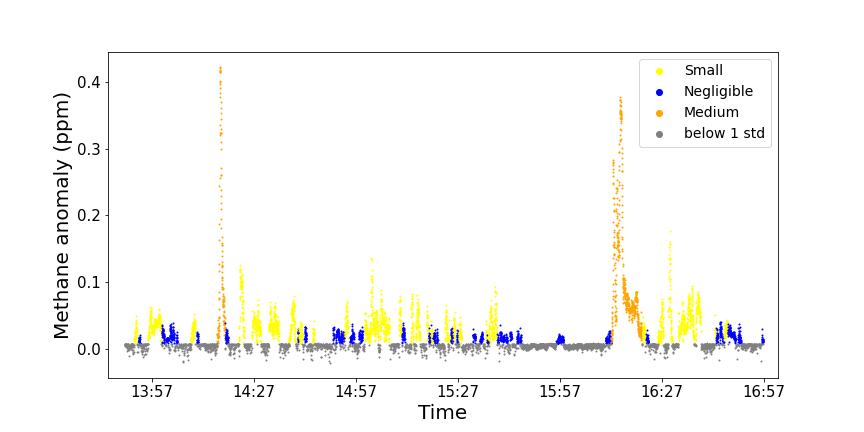 Small
Negligible
Medium
below 1 std
Methane anomaly (ppm)
0.4
0.3
0.2
0.1
0.0
13:57 14:27 14:57 15:27 15:57 16:27 16:57
Time